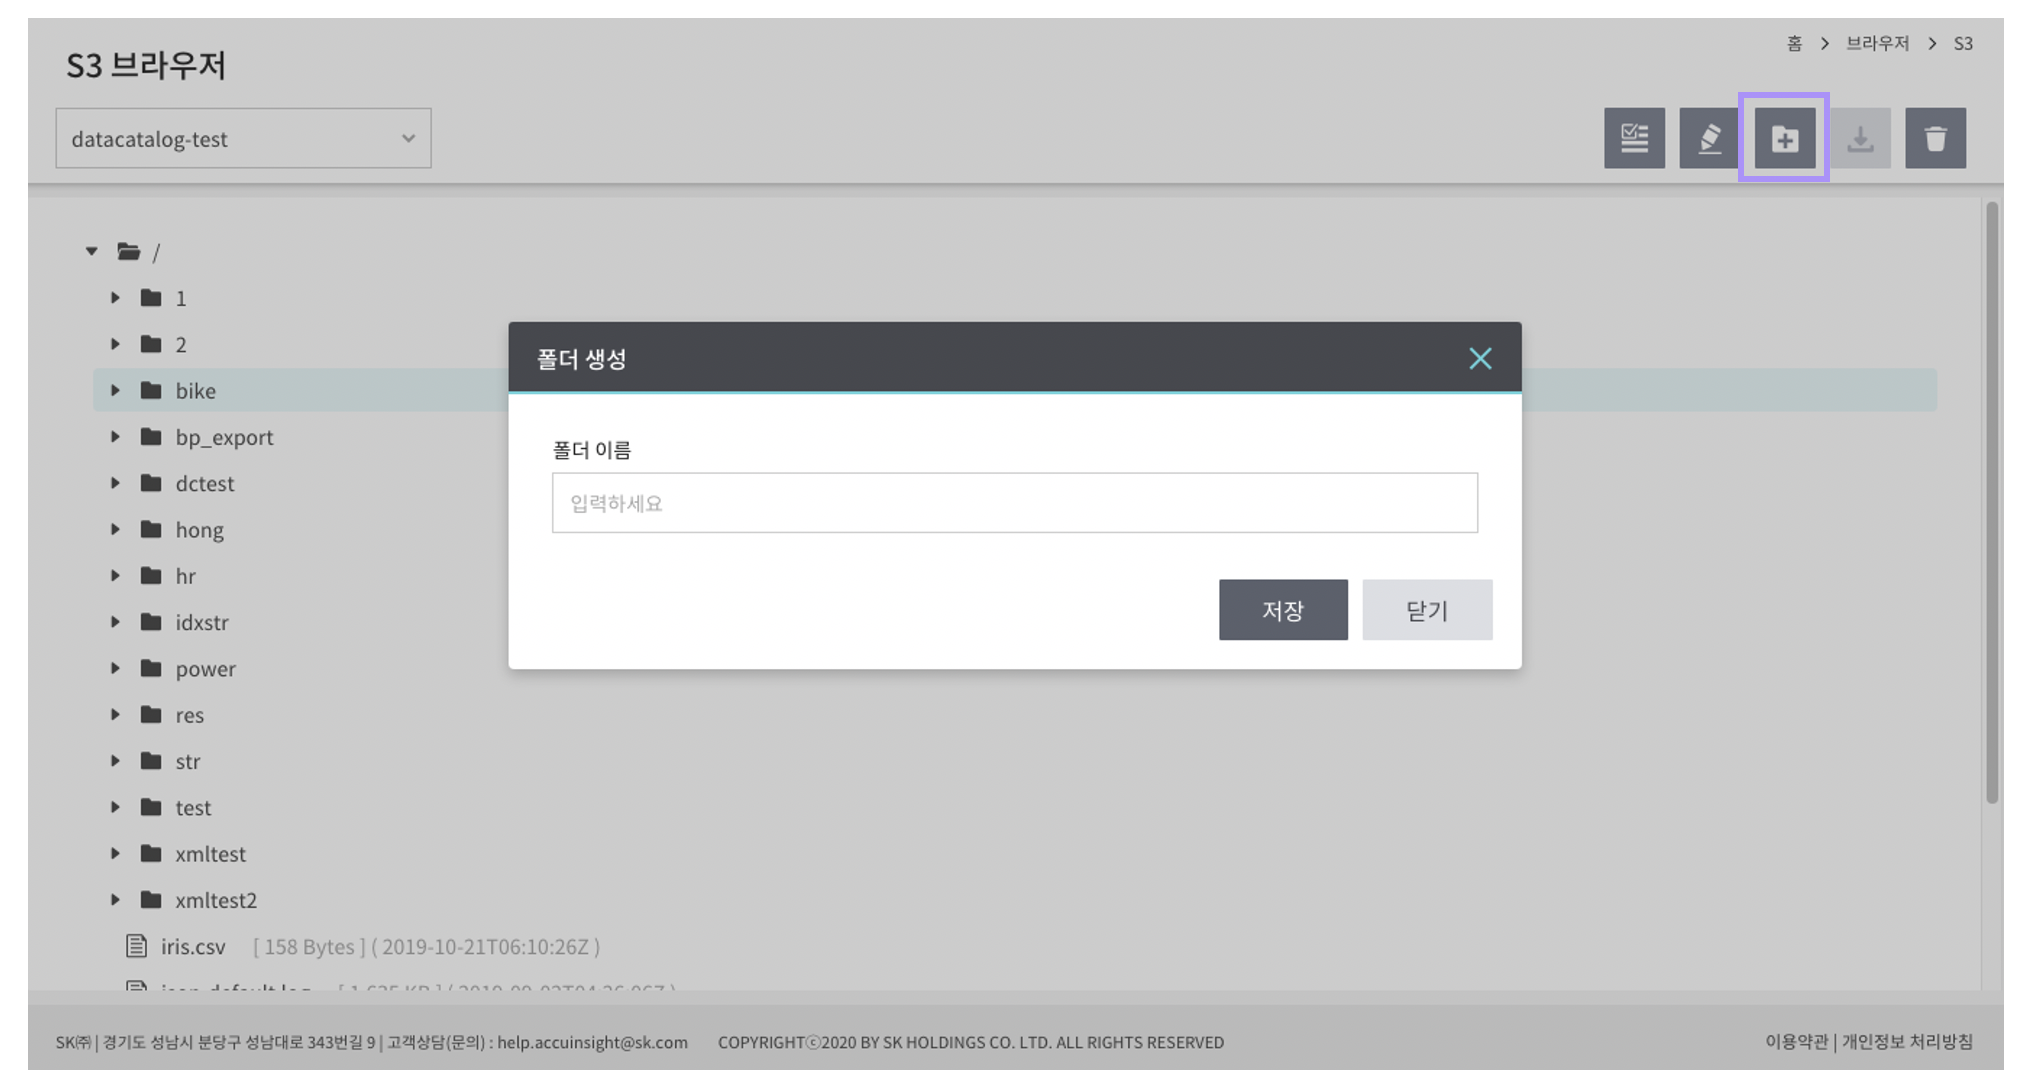 S3 브라우저
홈 > 브라우저 > S3
datacatalog-test
/
1
2
bike
bp_export
dctest
hong
hr
idxstr
power
res
str
test
xmltest
xmltest2
iris.csv [ 158 Bytes ] ( 2019-10-21T06:10:26Z )
폴더 생성
폴더 이름
입력하세요
저장 닫기
SK㈜ | 경기도 성남시 분당구 성남대로 343번길 9 | 고객상담(문의) : help.accuinsight@sk.com COPYRIGHTⓒ2020 BY SK HOLDINGS CO. LTD. ALL RIGHTS RESERVED
이용약관 | 개인정보 처리방침